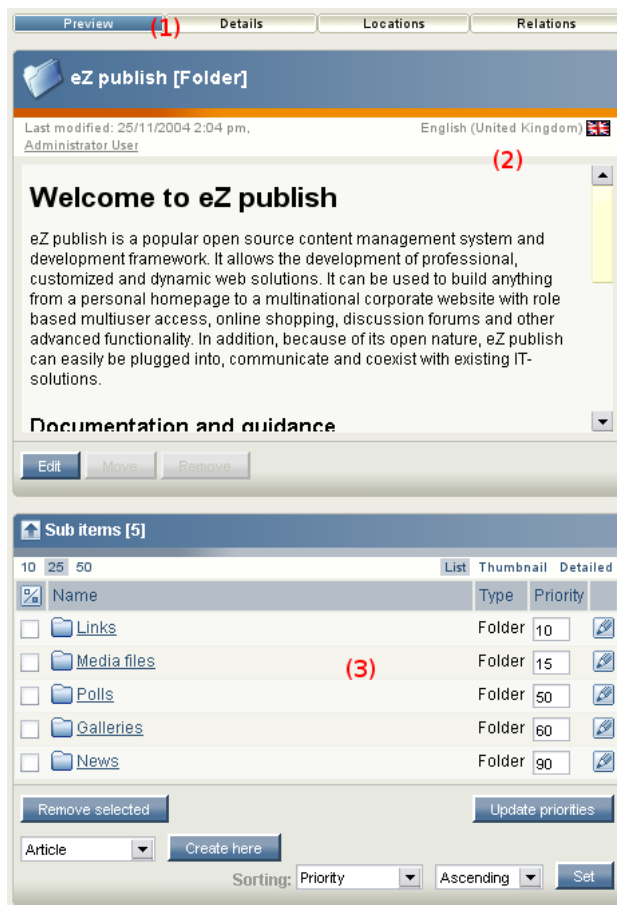 Preview (1) Details Locations Relations
eZ publish [Folder]
Last modified: 25/11/2004 2:04 pm, English (United Kingdom)
Administrator User
(2)
Welcome to eZ publish
eZ publish is a popular open source content management system and
development framework. It allows the development of professional,
customized and dynamic web solutions. It can be used to build anything
from a personal homepage to a multinational corporate website with role
based multiuser access, online shopping, discussion forums and other
advanced functionality. In addition, because of its open nature, eZ publish
can easily be plugged into, communicate and coexist with existing IT-
solutions.
Documentation and guidance
Edit Move Remove
Sub items [5]
10 25 50 List Thumbnail Detailed
Name Type Priority
Links Folder 10
Media files Folder 15
(3)
Polls Folder 50
Galleries Folder 60
News Folder 90
Remove selected Update priorities
Article Create here
Sorting: Priority Ascending Set